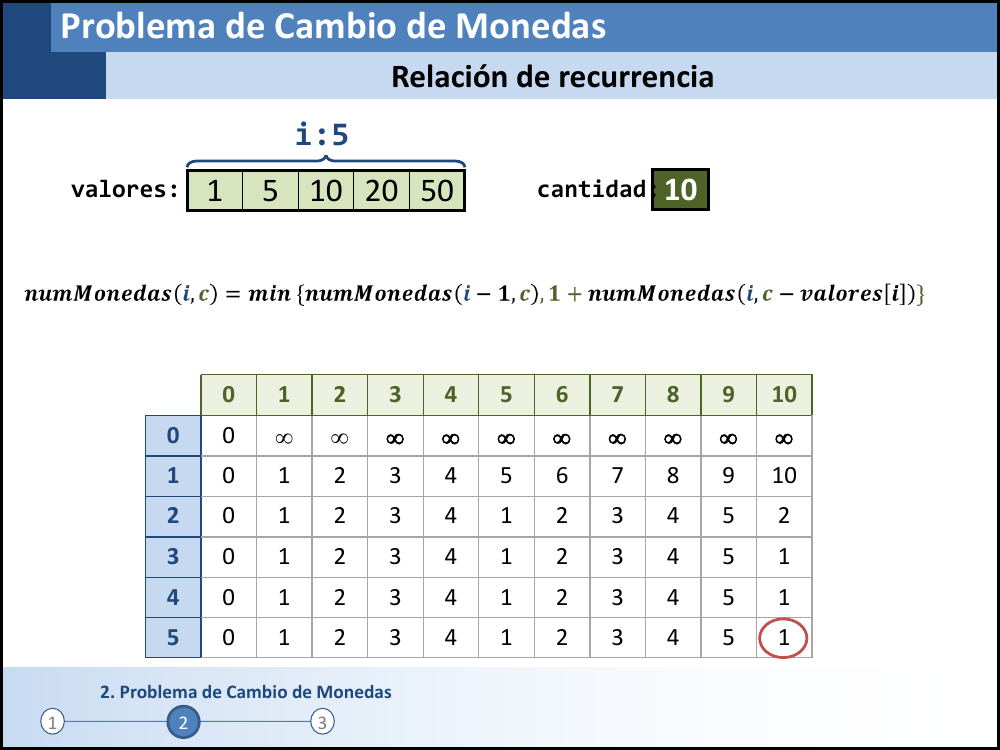 Problema de Cambio de Monedas
Relación de recurrencia
i:5
valores: 1 5 10 20 50 cantidad: 10
numMonedas(i, c) = min {numMonedas(i − 1, c), 1 + numMonedas(i, c − valores[i])}
0 1 2 3 4 5 6 7 8 9 10
0 0 ∞ ∞ ∞ ∞ ∞ ∞ ∞ ∞ ∞ ∞
1 0 1 2 3 4 5 6 7 8 9 10
2 0 1 2 3 4 1 2 3 4 5 2
3 0 1 2 3 4 1 2 3 4 5 1
4 0 1 2 3 4 1 2 3 4 5 1
5 0 1 2 3 4 1 2 3 4 5 1
2. Problema de Cambio de Monedas
1 2 3